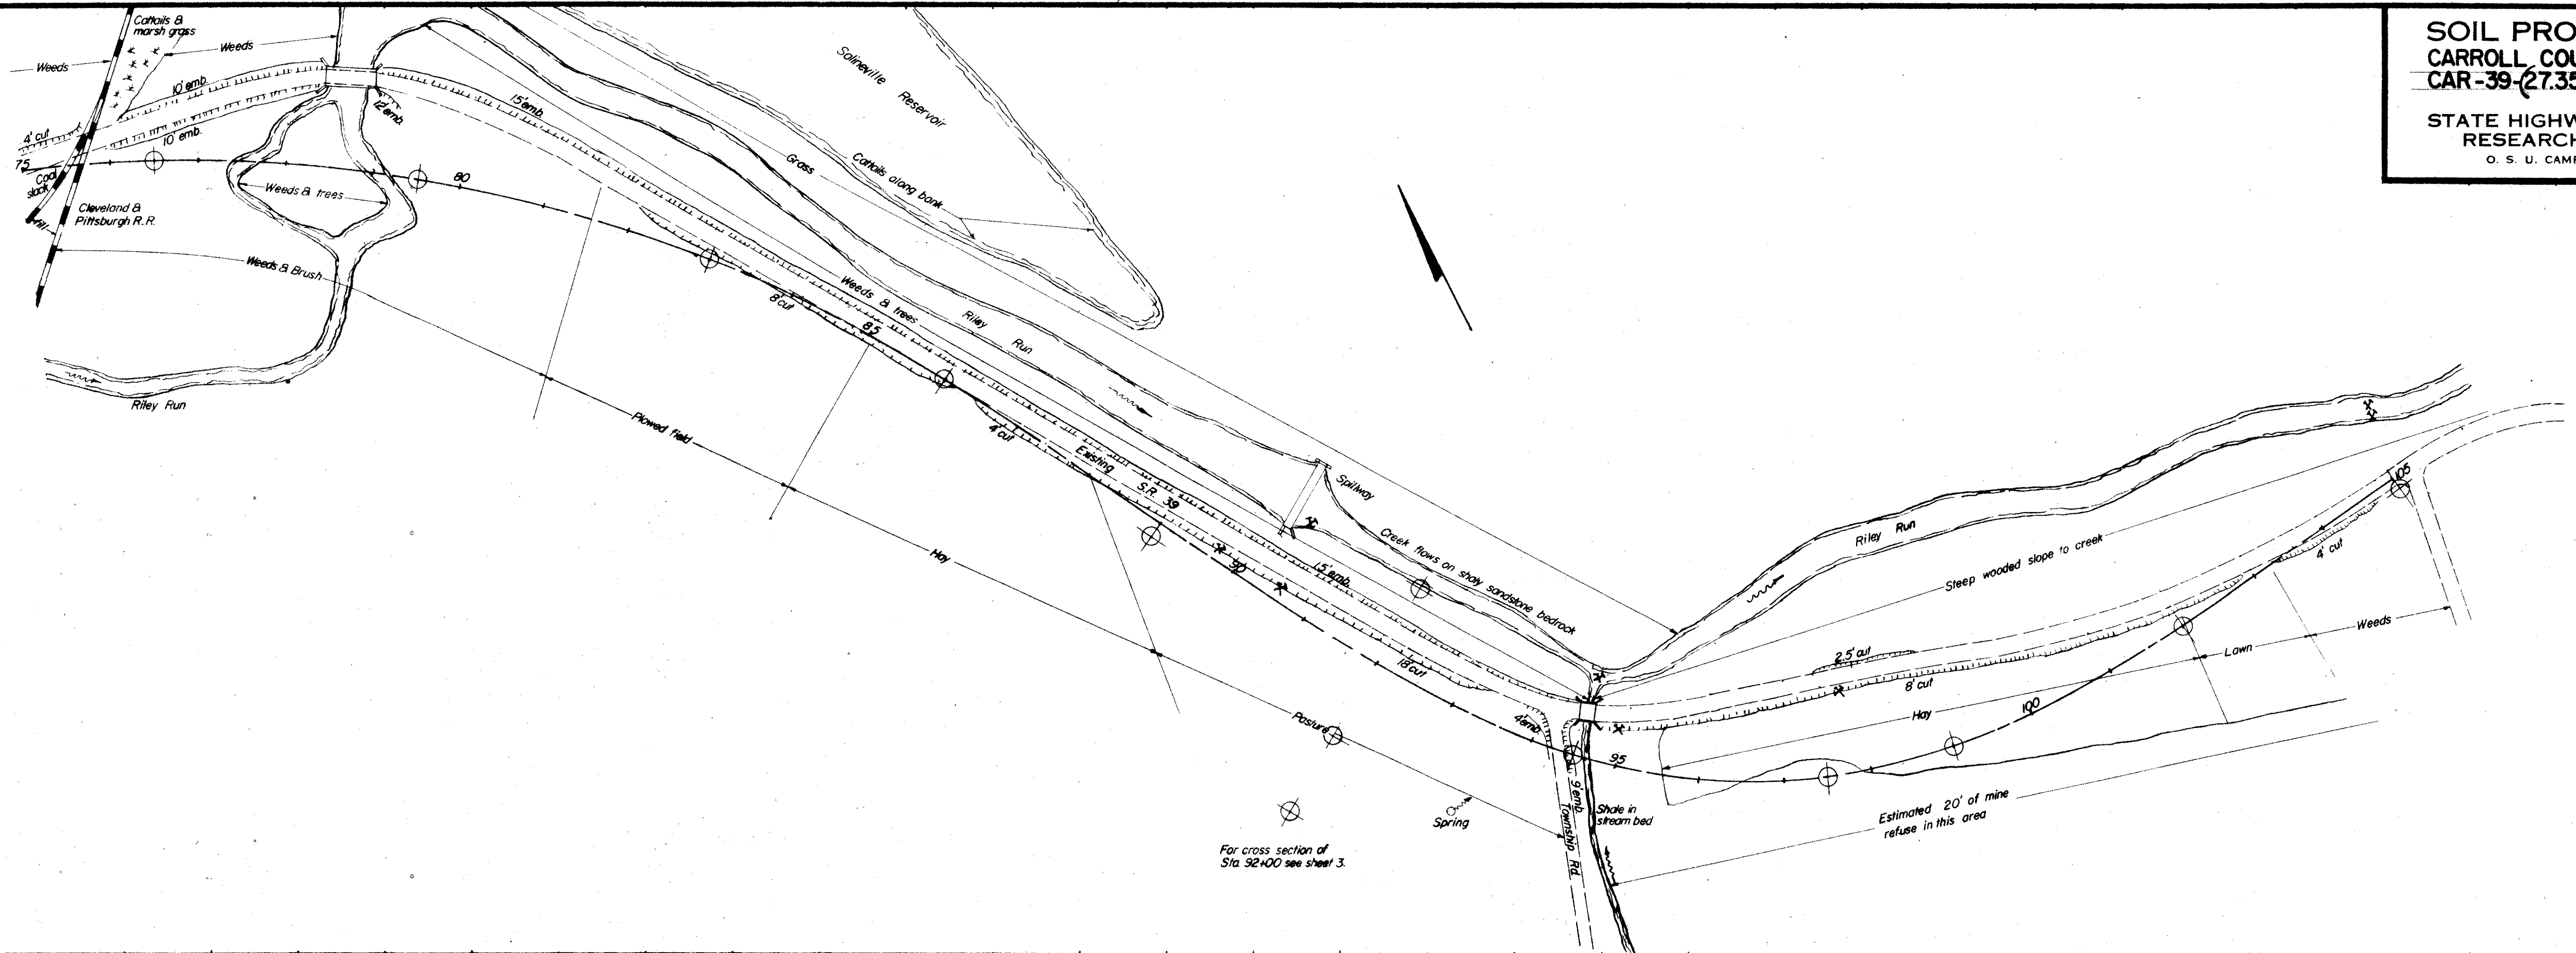 SOIL PRO
CARROLL COU
CAR-39-(27.35
STATE HIGHW
RESEARCH
O. S. U. CAMP
Cattails &
marsh grass
Weeds
Weeds
10' emb.
10' emb.
12' emb.
4' cut
75
Coal
slack
fill
Cleveland &
Pittsburgh R.R.
Weeds & trees
80
15' emb.
Grass
Salineville
Reservoir
Cattails along bank
Weeds & Brush
Riley Run
8' cut
85
Weeds & trees
Riley
Run
Plowed field
4' cut
Existing
S.R. 39
Hay
90
15' emb.
Spillway
Creek flows on shaly sandstone bedrock
18' cut
Pasture
4' emb.
For cross section of
Sta. 92+00 see sheet 3.
Spring
9' emb.
Township Rd.
Shale in
stream bed
95
Riley Run
Steep wooded slope to creek
105
4' cut
2.5' cut
8' cut
Hay
Lawn
Weeds
100
Estimated 20' of mine
refuse in this area